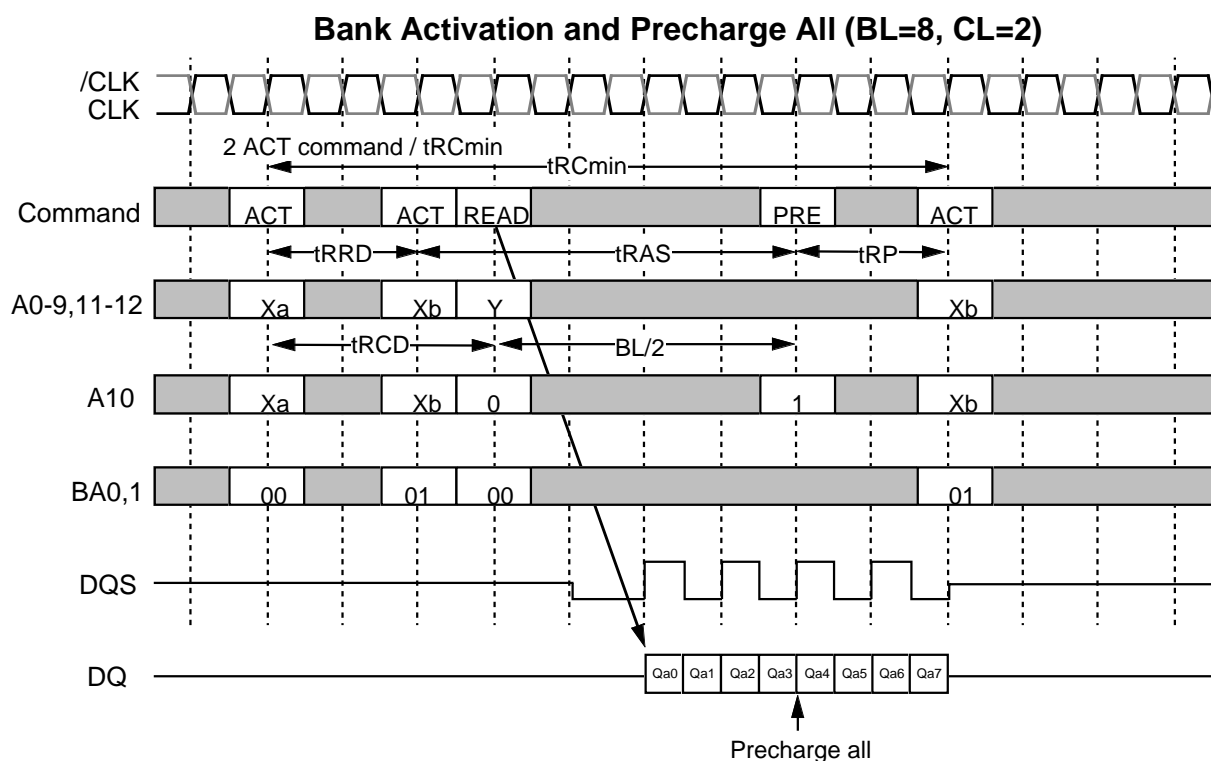 Bank Activation and Precharge All (BL=8, CL=2)
/CLK
CLK
2 ACT command / tRCmin
tRCmin
Command ACT ACT READ PRE ACT
tRRD tRAS tRP
A0-9,11-12 Xa Xb Y Xb
tRCD BL/2
A10 Xa Xb 0 1 Xb
BA0,1 00 01 00 01
DQS
DQ Qa0 Qa1 Qa2 Qa3 Qa4 Qa5 Qa6 Qa7
Precharge all